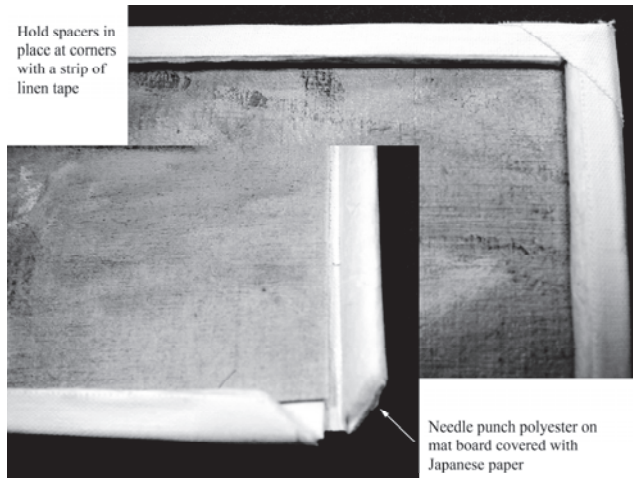 Hold spacers in
place at corners
with a strip of
linen tape
Needle punch polyester on
mat board covered with
Japanese paper